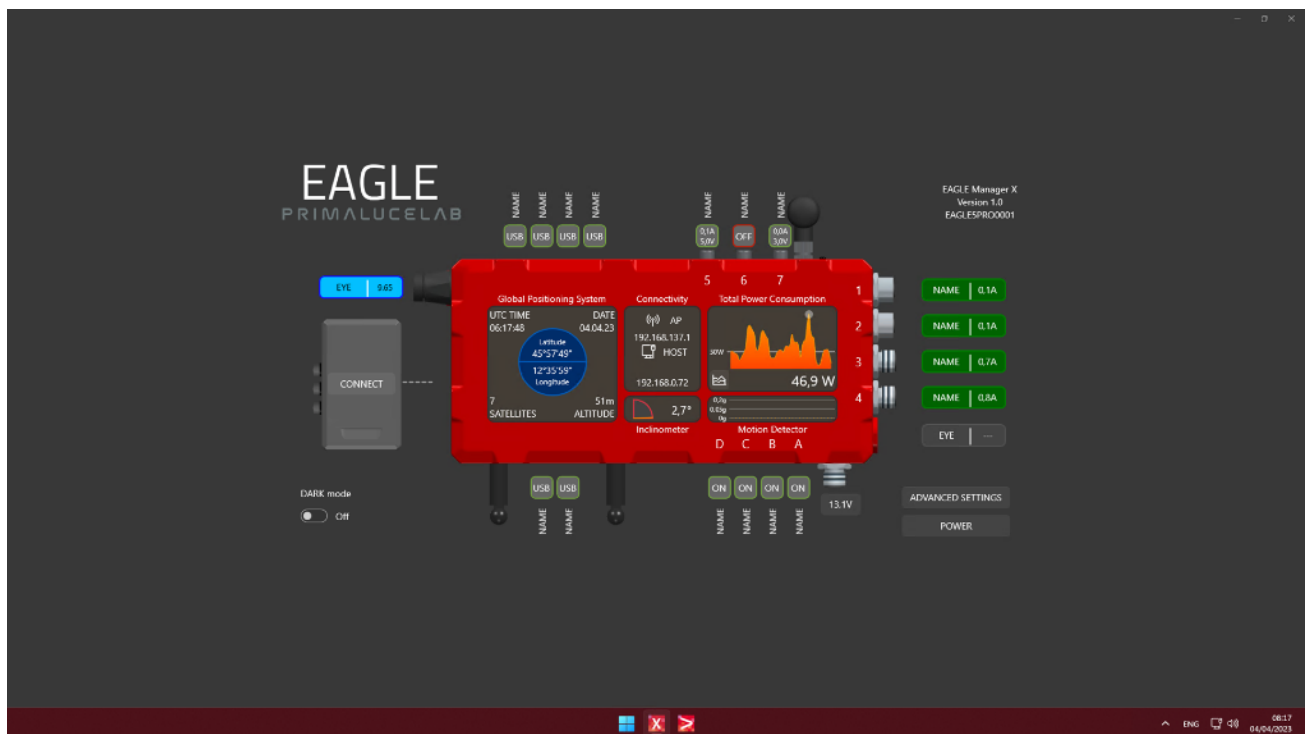 EAGLE
PRIMALUCELAB
EAGLE Manager X
Version 1.0
EAGLE5PRO0001
NAME
NAME
NAME
NAME
NAME
NAME
NAME
USB
USB
USB
USB
0,1A
5,0V
OFF
0,0A
3,0V
5
6
7
EYE
9.65
CONNECT
Global Positioning System
UTC TIME
DATE
06:17:48
04.04.23
Latitude
45°57'49"
12°35'59"
Longitude
7
51m
SATELLITES
ALTITUDE
Connectivity
AP
192.168.137.1
HOST
192.168.0.72
2,7°
Inclinometer
Total Power Consumption
50W
46,9 W
0g
Motion Detector
D
C
B
A
1
2
3
4
NAME
0,1A
NAME
0,1A
NAME
0,7A
NAME
0,8A
EYE
---
DARK mode
Off
USB
USB
NAME
NAME
ON
ON
ON
ON
NAME
NAME
NAME
NAME
13.1V
ADVANCED SETTINGS
POWER
X
ENG
08:17
04/04/2023